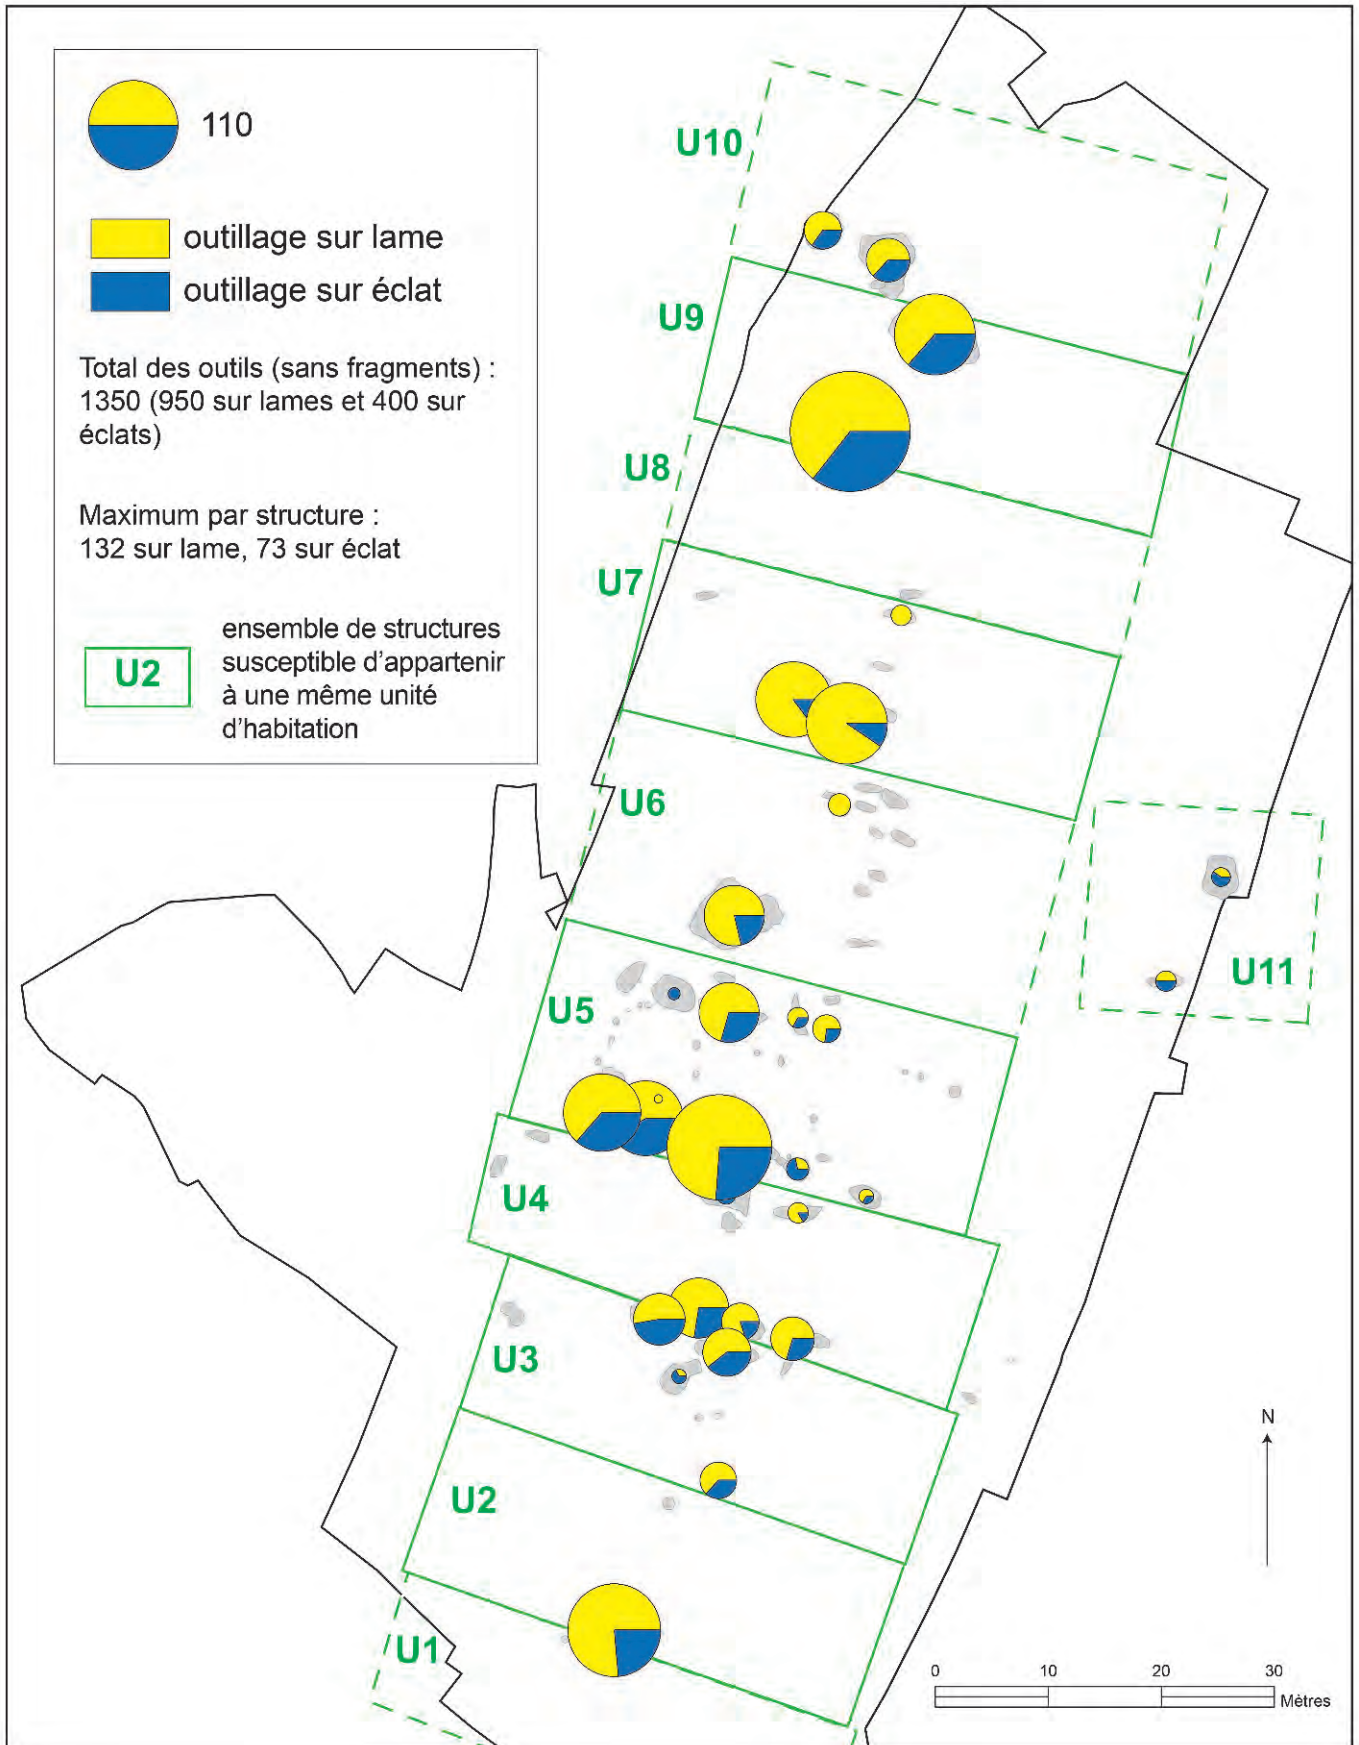 110
outillage sur lame
outillage sur éclat
Total des outils (sans fragments) :
1350 (950 sur lames et 400 sur
éclats)
Maximum par structure :
132 sur lame, 73 sur éclat
U2
ensemble de structures
susceptible d'appartenir
à une même unité
d'habitation
U10
U9
U8
U7
U6
U11
U5
U4
U3
U2
U1
N
0 10 20 30
Mètres